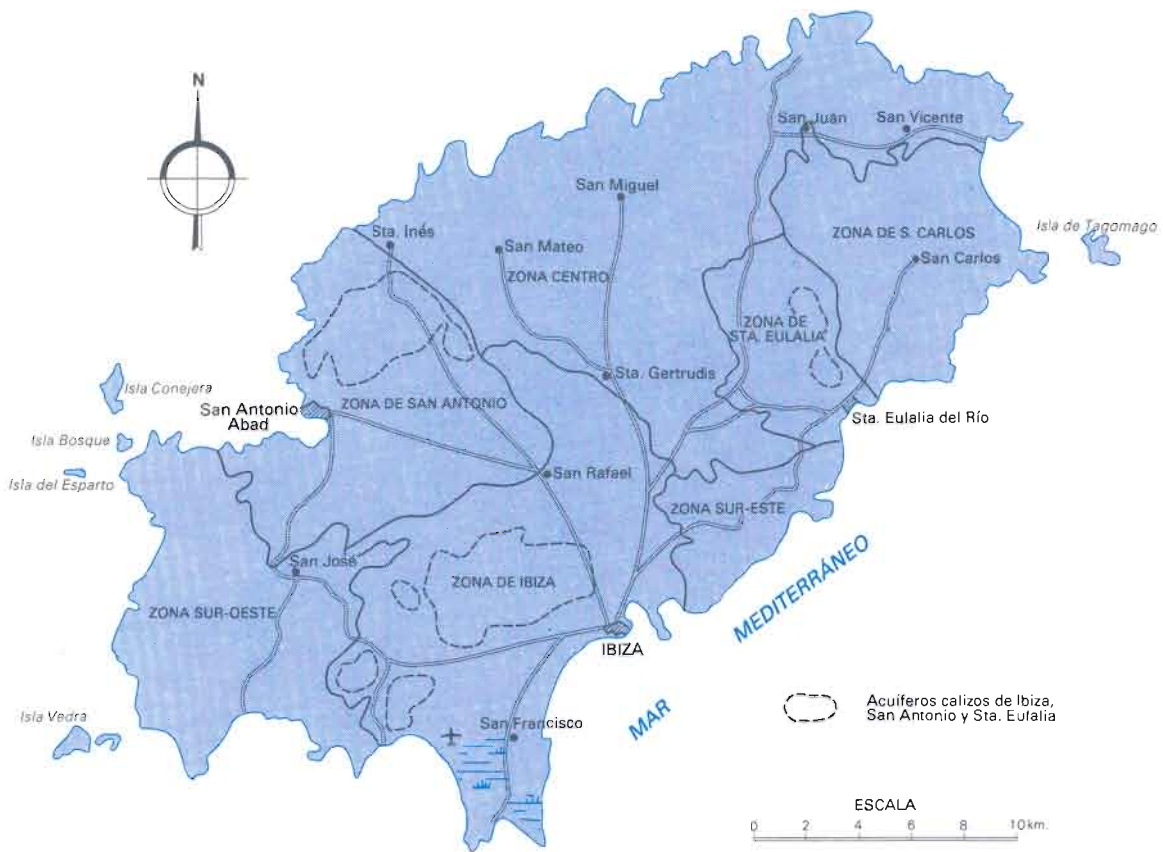 N
San Juán
San Vicente
San Miguel
Isla de Tagomago
Sta. Inés
ZONA DE S. CARLOS
San Mateo
San Carlos
ZONA CENTRO
ZONA DE
STA. EULALIA
Sta. Gertrudis
Isla Conejera
ZONA DE SAN ANTONIO
San Antonio
Abad
Sta. Eulalia del Río
Isla Bosque
San Rafael
Isla del Esparto
ZONA SUR-ESTE
San José
ZONA DE IBIZA
ZONA SUR-OESTE
MAR MEDITERRÁNEO
IBIZA
Isla Vedra
San Francisco
Acuíferos calizos de Ibiza,
San Antonio y Sta. Eulalia
ESCALA
0 2 4 6 8 10 km.